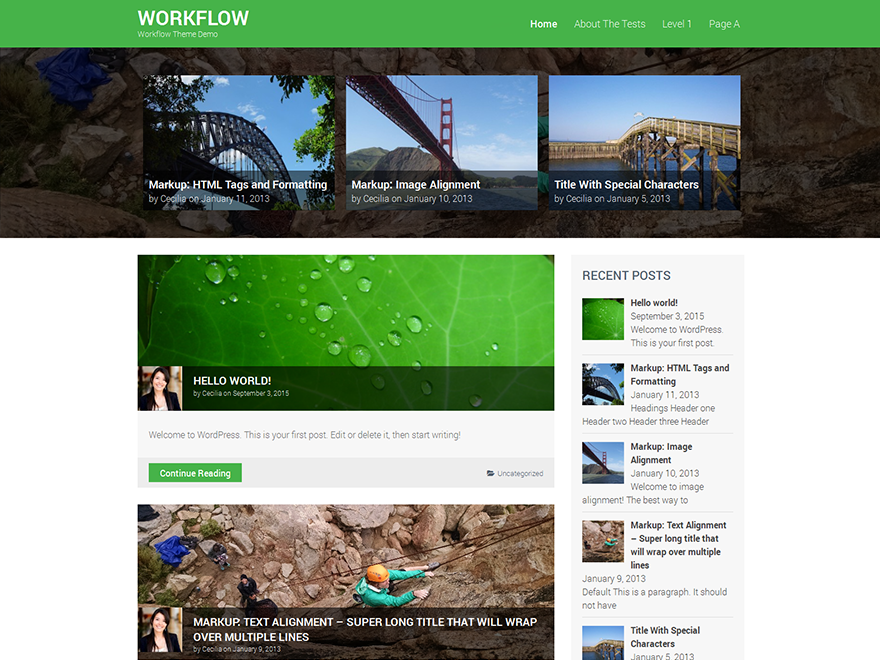 WORKFLOW
Workflow Theme Demo
Home About The Tests Level 1 Page A
Markup: HTML Tags and Formatting
by Cecilia on January 11, 2013
Markup: Image Alignment
by Cecilia on January 10, 2013
Title With Special Characters
by Cecilia on January 5, 2013
HELLO WORLD!
by Cecilia on September 3, 2015
Welcome to WordPress. This is your first post. Edit or delete it, then start writing!
Continue Reading
Uncategorized
MARKUP: TEXT ALIGNMENT – SUPER LONG TITLE THAT WILL WRAP
OVER MULTIPLE LINES
by Cecilia on January 9, 2013
RECENT POSTS
Hello world!
September 3, 2015
Welcome to WordPress.
This is your first post.
Markup: HTML Tags and
Formatting
January 11, 2013
Headings Header one
Header two Header three Header
Markup: Image
Alignment
January 10, 2013
Welcome to image
alignment! The best way to
Markup: Text Alignment
– Super long title that
will wrap over multiple
lines
January 9, 2013
Default This is a paragraph. It should
not have
Title With Special
Characters
January 5, 2013